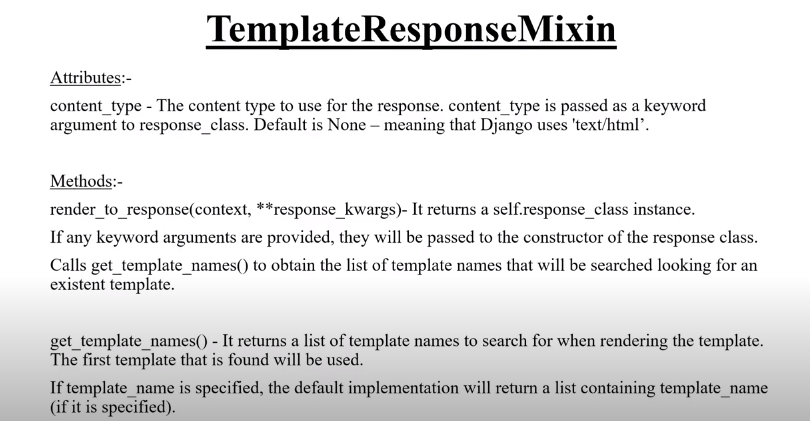 TemplateResponseMixin
Attributes:-
content_type - The content type to use for the response. content_type is passed as a keyword
argument to response_class. Default is None – meaning that Django uses 'text/html’.
Methods:-
render_to_response(context, **response_kwargs)- It returns a self.response_class instance.
If any keyword arguments are provided, they will be passed to the constructor of the response class.
Calls get_template_names() to obtain the list of template names that will be searched looking for an
existent template.
get_template_names() - It returns a list of template names to search for when rendering the template.
The first template that is found will be used.
If template_name is specified, the default implementation will return a list containing template_name
(if it is specified).